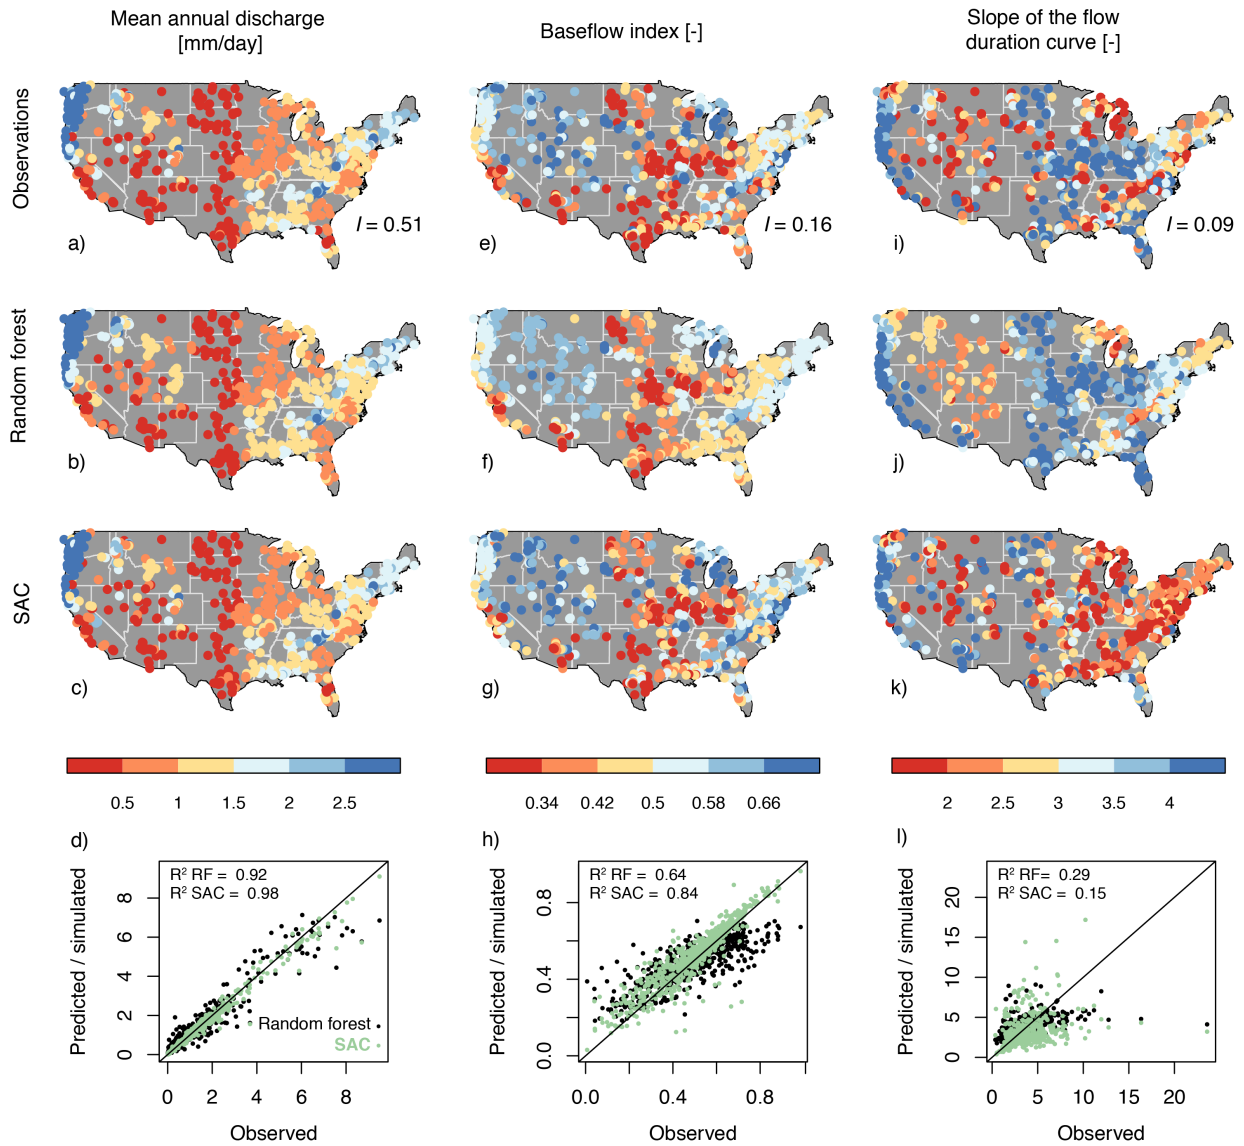 Mean annual discharge
[mm/day]
Baseflow index [-]
Slope of the flow
duration curve [-]
Observations
a)
I = 0.51
e)
I = 0.16
i)
I = 0.09
Random forest
b)
f)
j)
SAC
c)
g)
k)
0.5 1 1.5 2 2.5
0.34 0.42 0.5 0.58 0.66
2 2.5 3 3.5 4
d)
Predicted / simulated
R² RF = 0.92
R² SAC = 0.98
8
6
4
2
0
Random forest
SAC
0 2 4 6 8
Observed
h)
Predicted / simulated
R² RF = 0.64
R² SAC = 0.84
0.8
0.4
0.0
0.0 0.4 0.8
Observed
l)
Predicted / simulated
R² RF= 0.29
R² SAC = 0.15
20
15
10
5
0
0 5 10 15 20
Observed